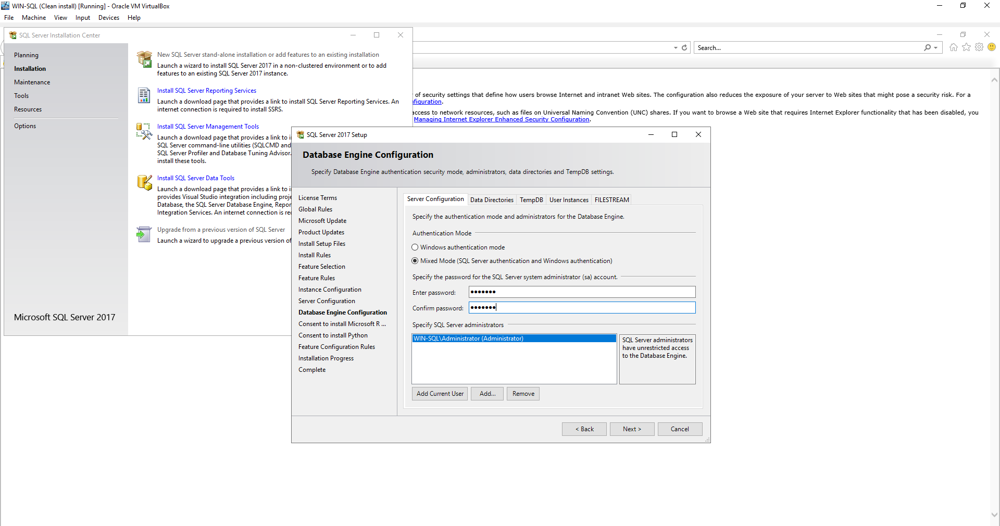 WIN-SQL (Clean install) [Running] - Oracle VM VirtualBox
File Machine View Input Devices Help
SQL Server Installation Center
Planning
Installation
Maintenance
Tools
Resources
Options
Microsoft SQL Server 2017
New SQL Server stand-alone installation or add features to an existing installation
Launch a wizard to install SQL Server 2017 in a non-clustered environment or to add
features to an existing SQL Server 2017 instance.
Install SQL Server Reporting Services
Launch a download page that provides a link to install SQL Server Reporting Services. An
internet connection is required to install SSRS.
Install SQL Server Management Tools
Launch a download page that provides a link to i
SQL Server command-line utilities (SQLCMD and
SQL Server Profiler and Database Tuning Advisor.
install these tools.
Install SQL Server Data Tools
Launch a download page that provides a link to i
provides Visual Studio integration including proje
Database, the SQL Server Database Engine, Repor
Integration Services. An internet connection is re
Upgrade from a previous version of SQL Server
Launch a wizard to upgrade a previous version of
Search...
of security settings that define how users browse Internet and intranet Web sites. The configuration also reduces the exposure of your server to Web sites that might pose a security risk. For a
nfiguration.
access to network resources, such as files on Universal Naming Convention (UNC) shares. If you want to browse a Web site that requires Internet Explorer functionality that has been disabled, you
Managing Internet Explorer Enhanced Security Configuration.
SQL Server 2017 Setup
Database Engine Configuration
Specify Database Engine authentication security mode, administrators, data directories and TempDB settings.
License Terms
Global Rules
Microsoft Update
Product Updates
Install Setup Files
Install Rules
Feature Selection
Feature Rules
Instance Configuration
Server Configuration
Database Engine Configuration
Consent to install Microsoft R ...
Consent to install Python
Feature Configuration Rules
Installation Progress
Complete
Server Configuration Data Directories TempDB User Instances FILESTREAM
Specify the authentication mode and administrators for the Database Engine.
Authentication Mode
Windows authentication mode
Mixed Mode (SQL Server authentication and Windows authentication)
Specify the password for the SQL Server system administrator (sa) account.
Enter password: ●●●●●●●
Confirm password: ●●●●●●●
Specify SQL Server administrators
WIN-SQL\Administrator (Administrator)
SQL Server administrators
have unrestricted access
to the Database Engine.
Add Current User Add... Remove
< Back Next > Cancel